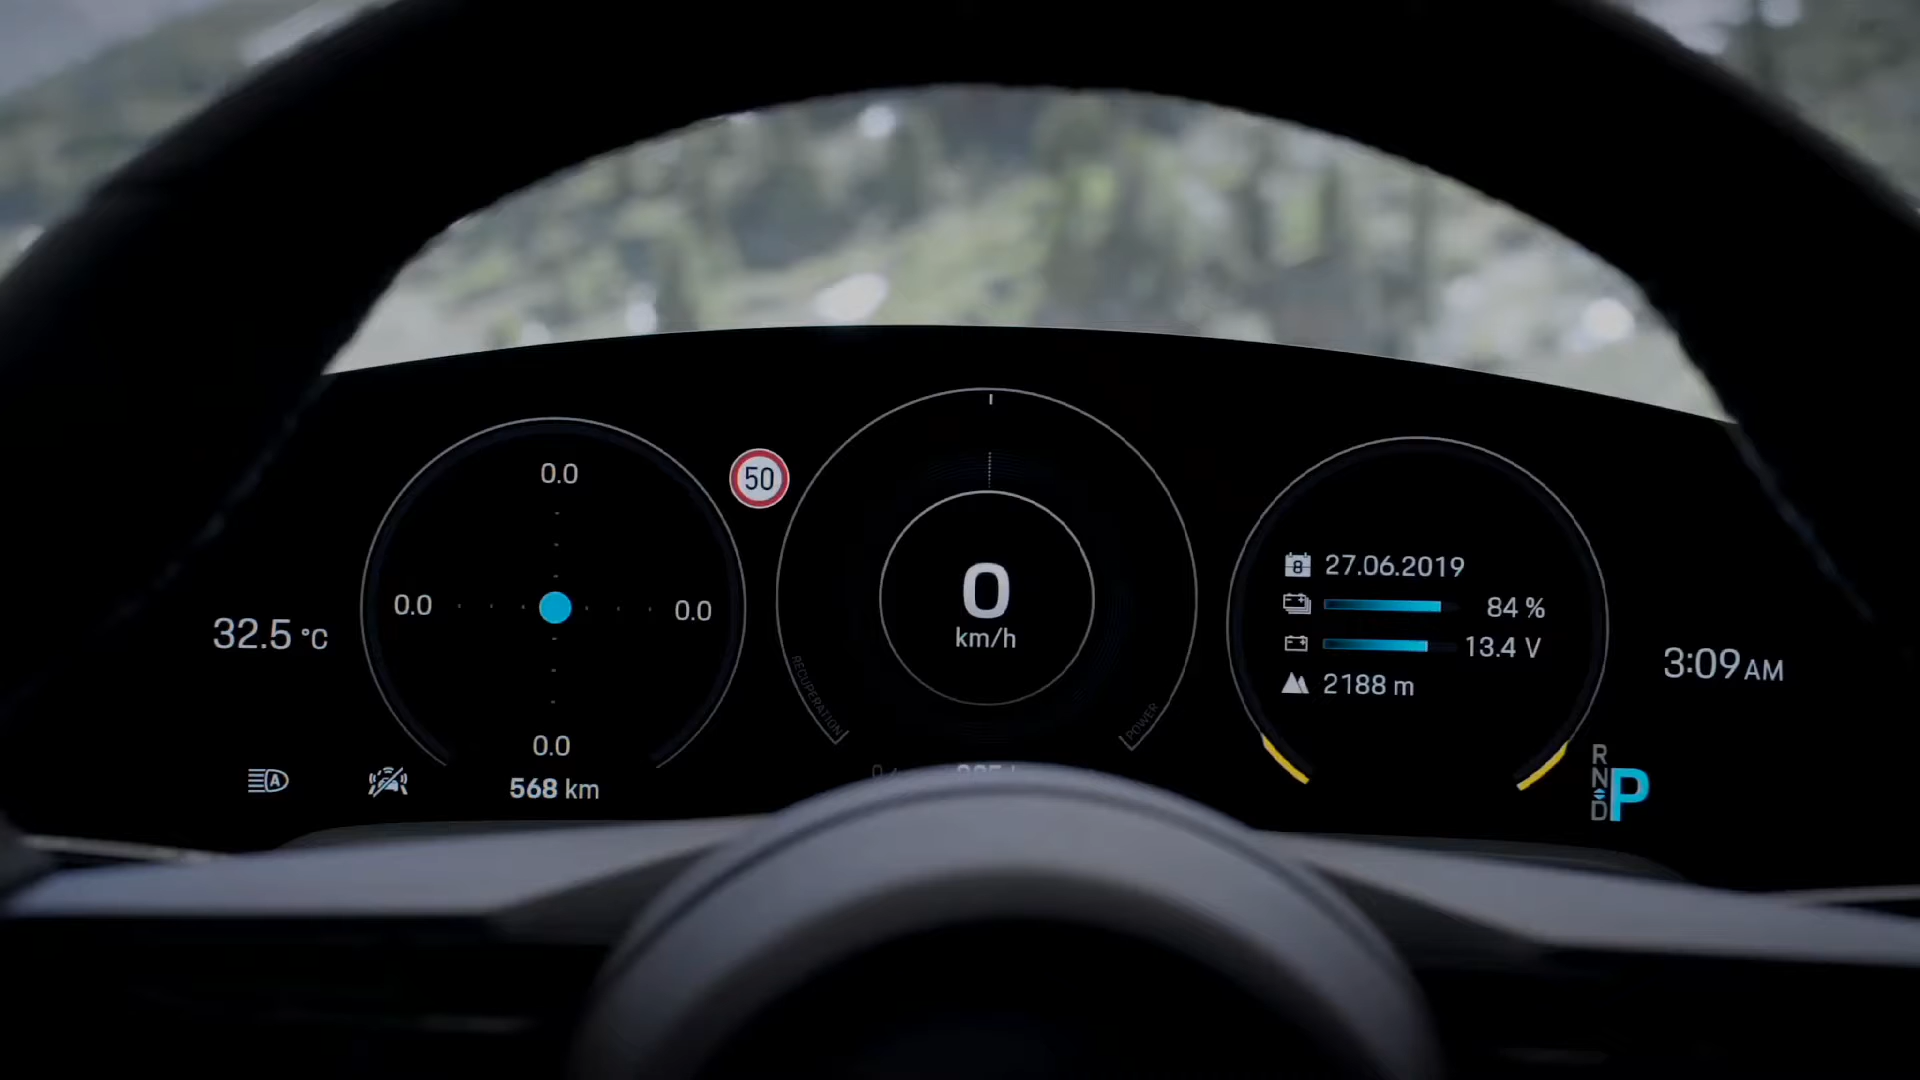 0.0
50
0.0
0.0
0.0
568 km
32.5 °C
A
0
km/h
RECUPERATION
POWER
8 27.06.2019
84 %
13.4 V
2188 m
3:09 AM
R
N
D
P